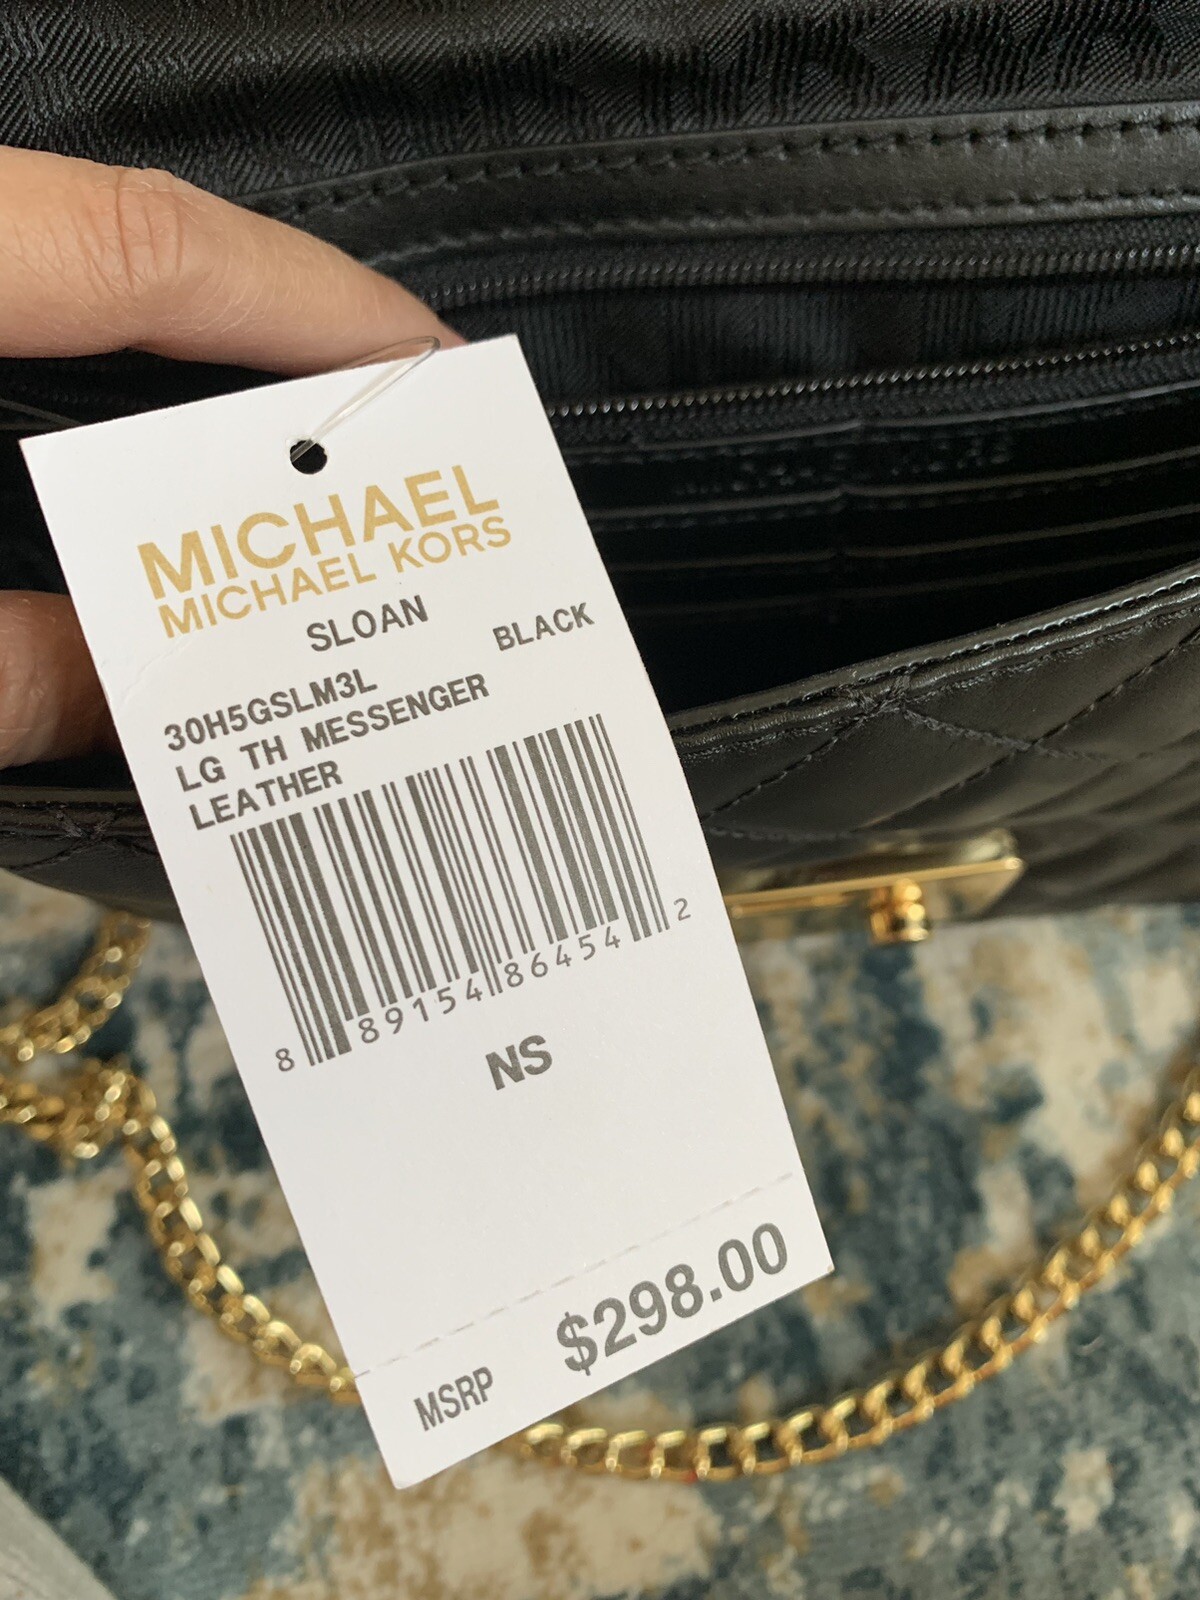 MICHAEL
MICHAEL KORS
SLOAN
BLACK
30H5GSLM3L
LG TH MESSENGER
LEATHER
8 89154 86454 2
NS
MSRP $298.00